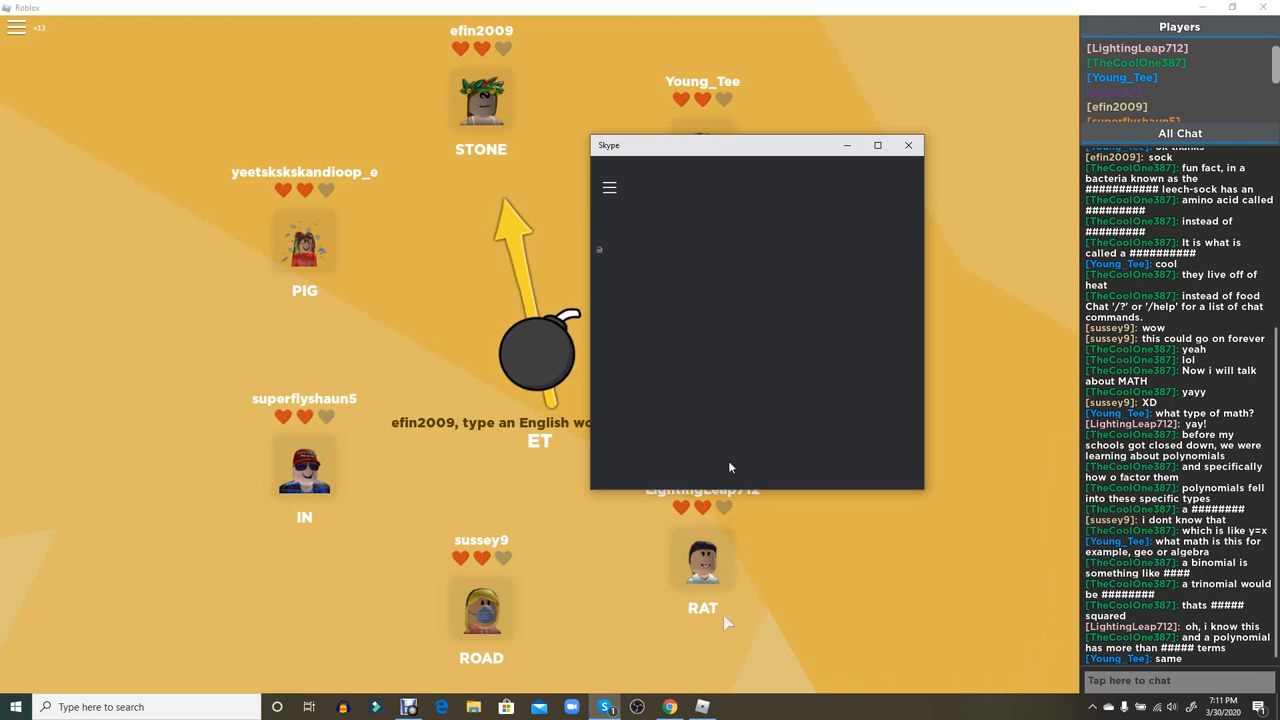 Roblox
<13
efin2009
STONE
Young_Tee
yeetskskskandioop_e
PIG
superflyshaun5
IN
efin2009, type an English wo
ET
sussey9
ROAD
LightingLeap712
RAT
Skype
Players
[LightingLeap712]
[TheCoolOne387]
[Young_Tee]
[efin2009]
[superflyshaun5]
All Chat
[Young_Tee]: ok thanks
[efin2009]: sock
[TheCoolOne387]: fun fact, in a
bacteria known as the
########### leech-sock has an
[TheCoolOne387]: amino acid called
#########
[TheCoolOne387]: instead of
#########
[TheCoolOne387]: It is what is
called a ##########
[Young_Tee]: cool
[TheCoolOne387]: they live off of
heat
[TheCoolOne387]: instead of food
Chat '/?' or '/help' for a list of chat
commands.
[sussey9]: wow
[sussey9]: this could go on forever
[TheCoolOne387]: yeah
[TheCoolOne387]: lol
[TheCoolOne387]: Now i will talk
about MATH
[TheCoolOne387]: yayy
[sussey9]: XD
[Young_Tee]: what type of math?
[LightingLeap712]: yay!
[TheCoolOne387]: before my
schools got closed down, we were
learning about polynomials
[TheCoolOne387]: and specifically
how o factor them
[TheCoolOne387]: polynomials fell
into these specific types
[TheCoolOne387]: a ########
[sussey9]: i dont know that
[TheCoolOne387]: which is like y=x
[Young_Tee]: what math is this for
example, geo or algebra
[TheCoolOne387]: a binomial is
something like ####
[TheCoolOne387]: a trinomial would
be ########
[TheCoolOne387]: thats #####
squared
[LightingLeap712]: oh, i know this
[TheCoolOne387]: and a polynomial
has more than ##### terms
[Young_Tee]: same
Tap here to chat
Type here to search
7:11 PM
3/30/2020